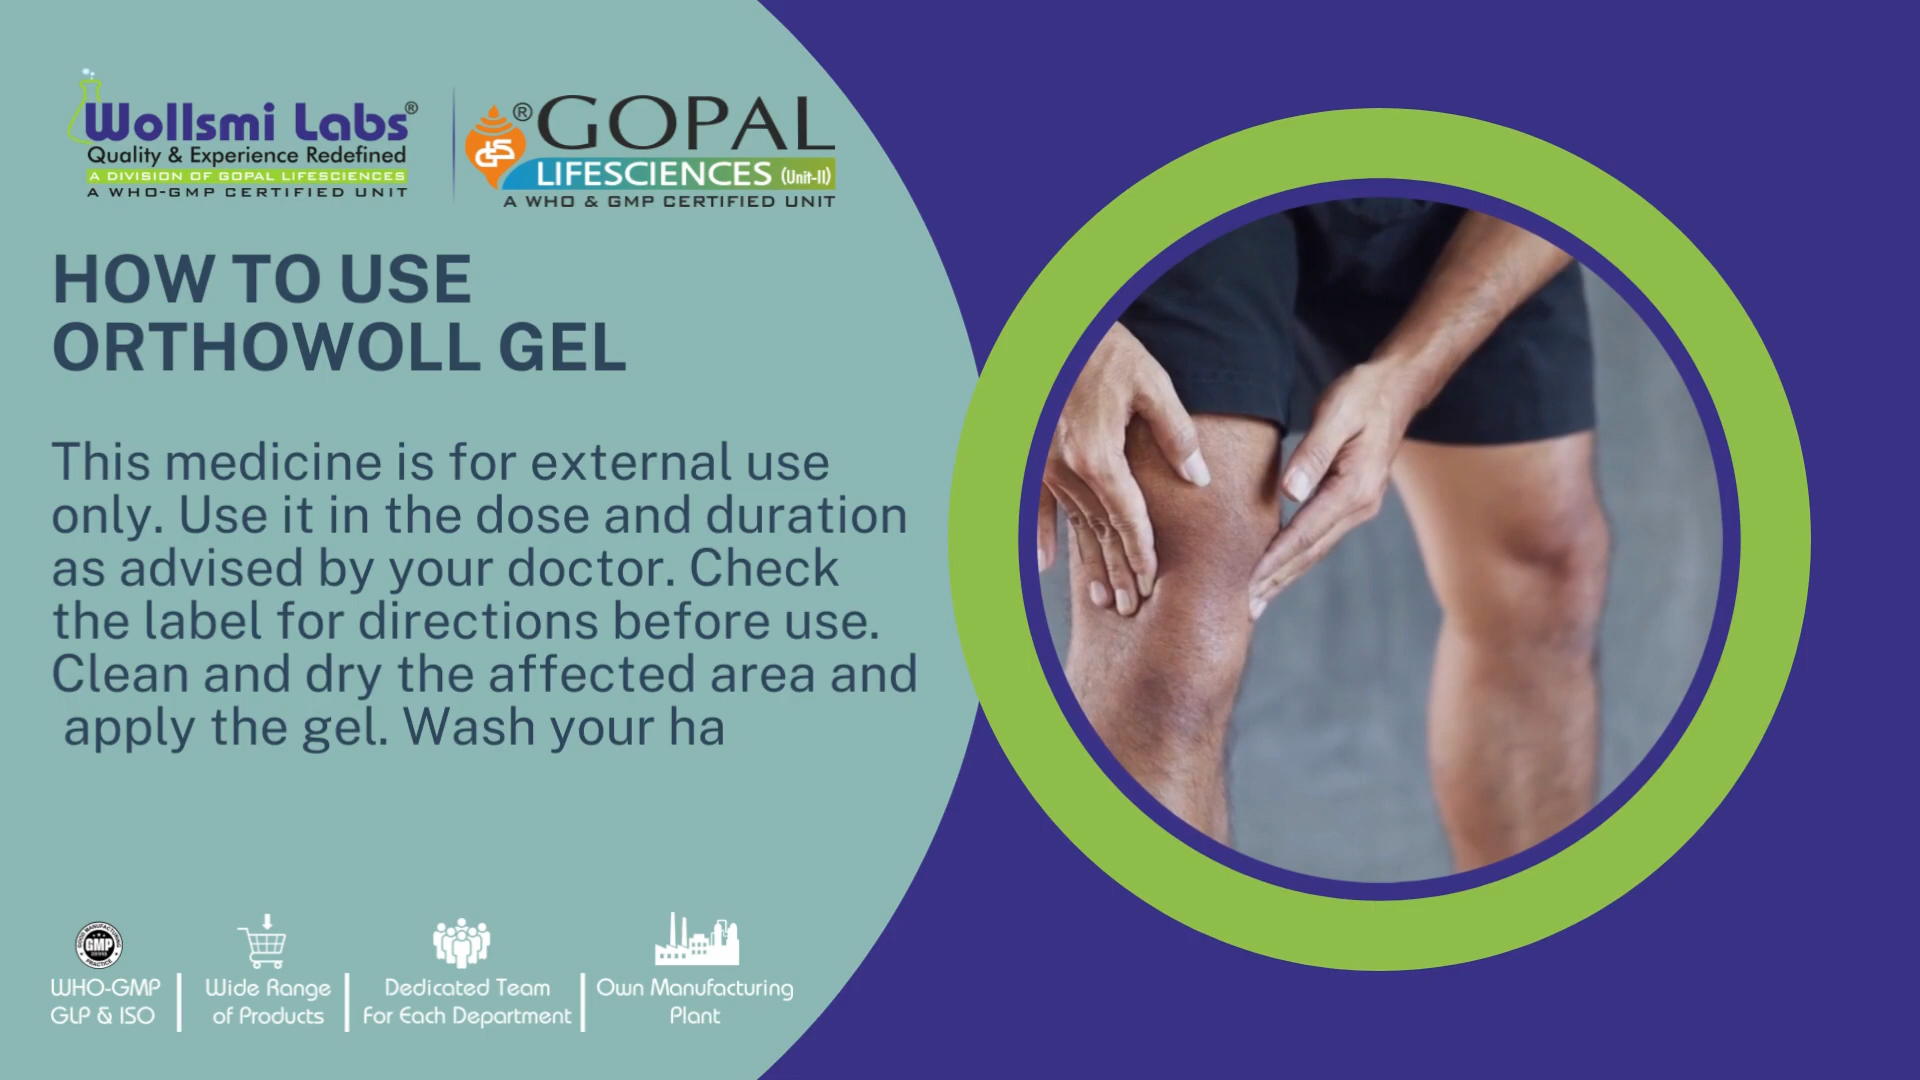 Wollsmi Labs®
Quality & Experience Redefined
A DIVISION OF GOPAL LIFESCIENCES
A WHO-GMP CERTIFIED UNIT
®GOPAL
LIFESCIENCES (Unit-II)
A WHO & GMP CERTIFIED UNIT
HOW TO USE
ORTHOWOLL GEL
This medicine is for external use
only. Use it in the dose and duration
as advised by your doctor. Check
the label for directions before use.
Clean and dry the affected area and
apply the gel. Wash your ha
GOOD MANUFACTURING
GMP
PRACTICE
WHO-GMP
GLP & ISO
Wide Range
of Products
Dedicated Team
For Each Department
Own Manufacturing
Plant